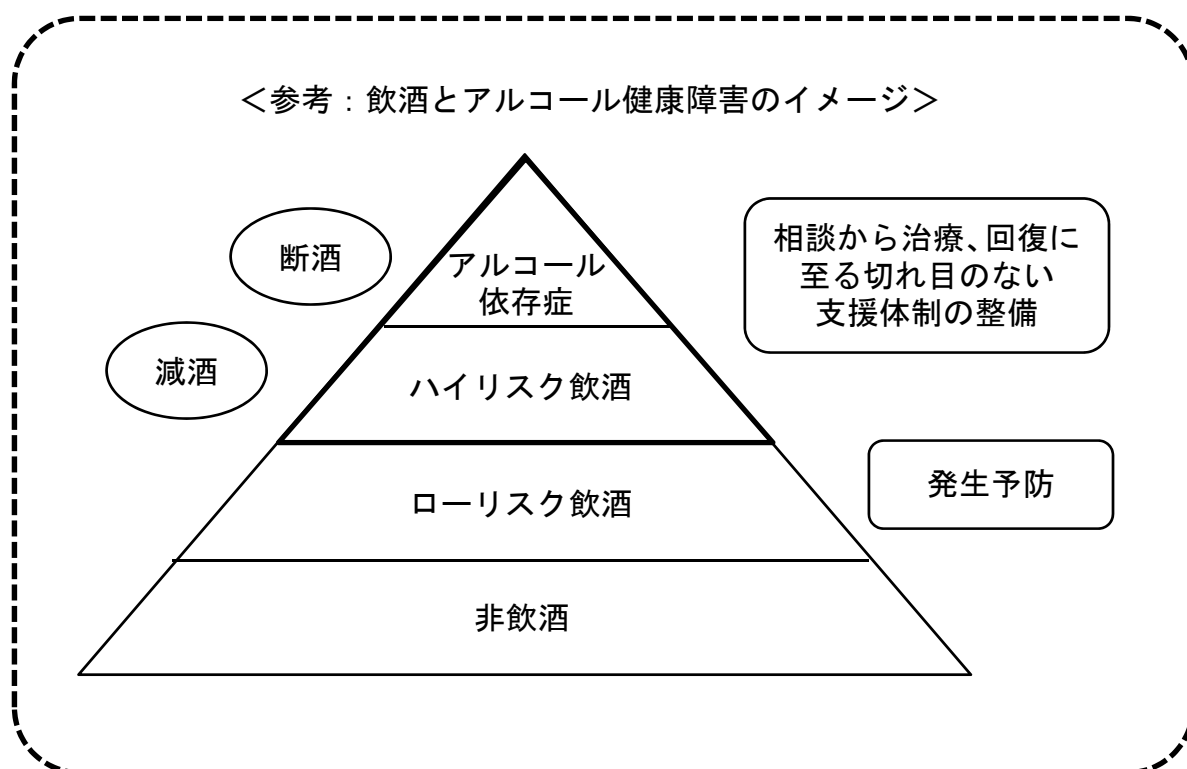 ＜参考：飲酒とアルコール健康障害のイメージ＞
断酒
アルコール
依存症
相談から治療、回復に
至る切れ目のない
支援体制の整備
減酒
ハイリスク飲酒
ローリスク飲酒
発生予防
非飲酒